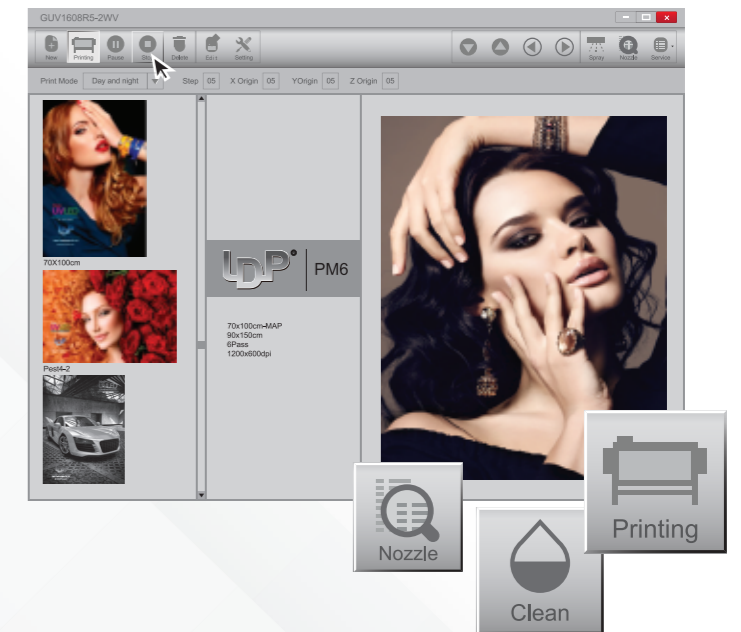 GUV1608R5-2WV
New Printing Pause Stop Delete Edit Setting Spray Nozzle Service
Print Mode Day and night Step 05 X Origin 05 YOrigin 05 Z Origin 05
70X100cm
Pest4-2
LDP PM6
70x100cm-MAP
90x150cm
6Pass
1200x600dpi
Nozzle
Clean
Printing